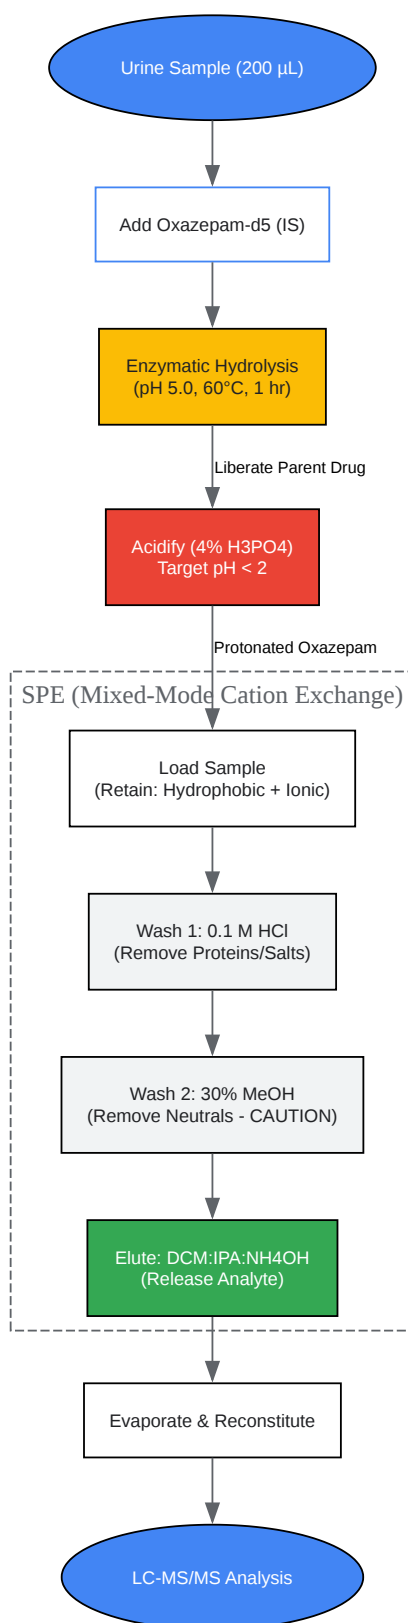 Urine Sample (200 µL)
Add Oxazepam-d5 (IS)
Enzymatic Hydrolysis
(pH 5.0, 60°C, 1 hr)
Liberate Parent Drug
Acidify (4% H3PO4)
Target pH < 2
Protonated Oxazepam
SPE (Mixed-Mode Cation Exchange)
Load Sample
(Retain: Hydrophobic + Ionic)
Wash 1: 0.1 M HCl
(Remove Proteins/Salts)
Wash 2: 30% MeOH
(Remove Neutrals - CAUTION)
Elute: DCM:IPA:NH4OH
(Release Analyte)
Evaporate & Reconstitute
LC-MS/MS Analysis